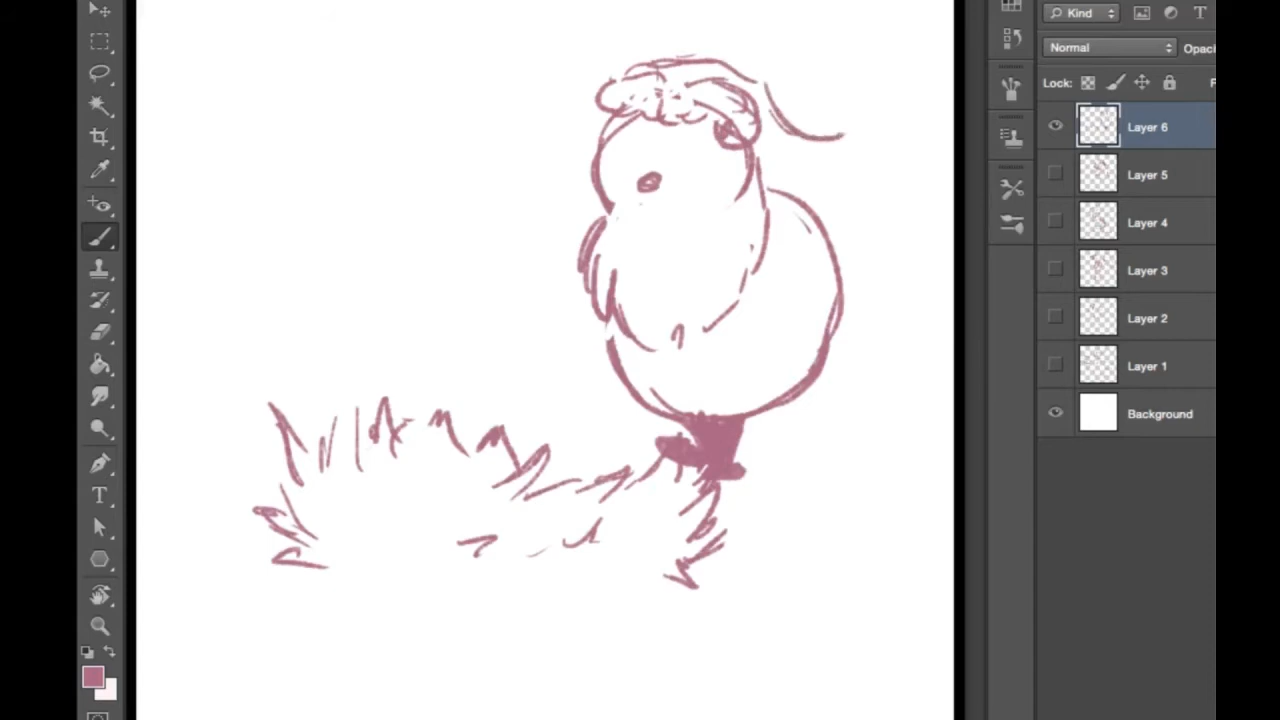 Kind
T
Normal
Opaci
Lock:
F
Layer 6
Layer 5
Layer 4
Layer 3
Layer 2
Layer 1
Background
T